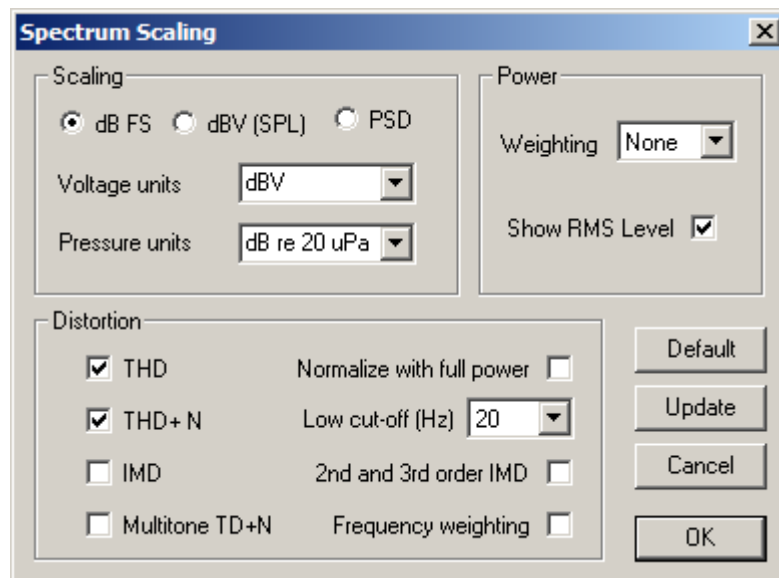 Spectrum Scaling
Scaling
dB FS dBV (SPL) PSD
Voltage units dBV
Pressure units dB re 20 uPa
Power
Weighting None
Show RMS Level
Distortion
THD Normalize with full power
THD+ N Low cut-off (Hz) 20
IMD 2nd and 3rd order IMD
Multitone TD+N Frequency weighting
Default
Update
Cancel
OK